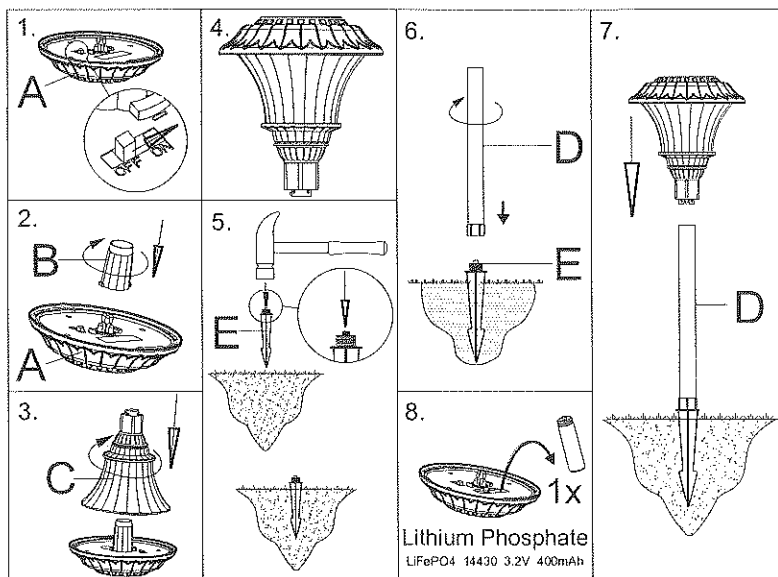 1.
A
OFF ON
2.
B
A
3.
C
4.
5.
E
6.
D
E
7.
D
8.
1x
Lithium Phosphate
LiFePO4 14430 3.2V 400mAh